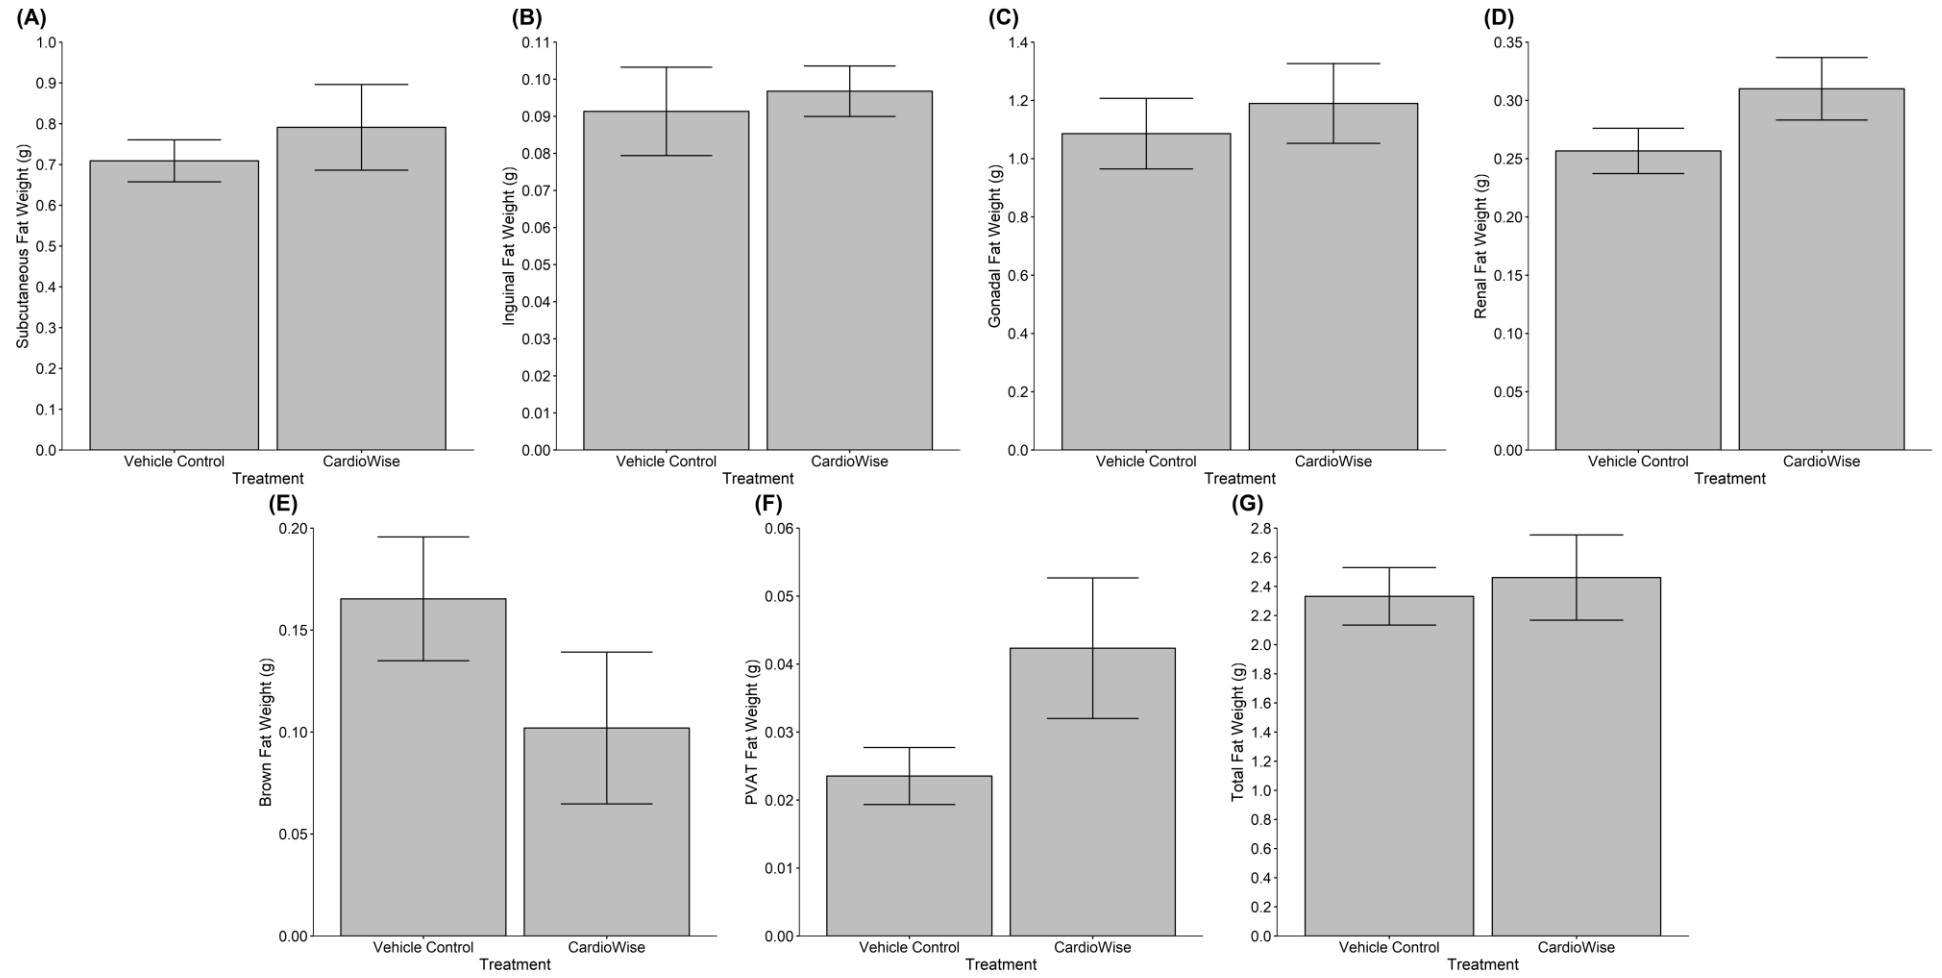 (A)
1.0
0.9
0.8
0.7
0.6
0.5
0.4
0.3
0.2
0.1
0.0
Subcutaneous Fat Weight (g)
Vehicle Control
CardioWise
Treatment
(B)
0.11
0.10
0.09
0.08
0.07
0.06
0.05
0.04
0.03
0.02
0.01
0.00
Inguinal Fat Weight (g)
Vehicle Control
CardioWise
Treatment
(C)
1.4
1.2
1.0
0.8
0.6
0.4
0.2
0.0
Gonadal Fat Weight (g)
Vehicle Control
CardioWise
Treatment
(D)
0.35
0.30
0.25
0.20
0.15
0.10
0.05
0.00
Renal Fat Weight (g)
Vehicle Control
CardioWise
Treatment
(E)
0.20
0.15
0.10
0.05
0.00
Brown Fat Weight (g)
Vehicle Control
CardioWise
Treatment
(F)
0.06
0.05
0.04
0.03
0.02
0.01
0.00
PVAT Fat Weight (g)
Vehicle Control
CardioWise
Treatment
(G)
2.8
2.6
2.4
2.2
2.0
1.8
1.6
1.4
1.2
1.0
0.8
0.6
0.4
0.2
0.0
Total Fat Weight (g)
Vehicle Control
CardioWise
Treatment